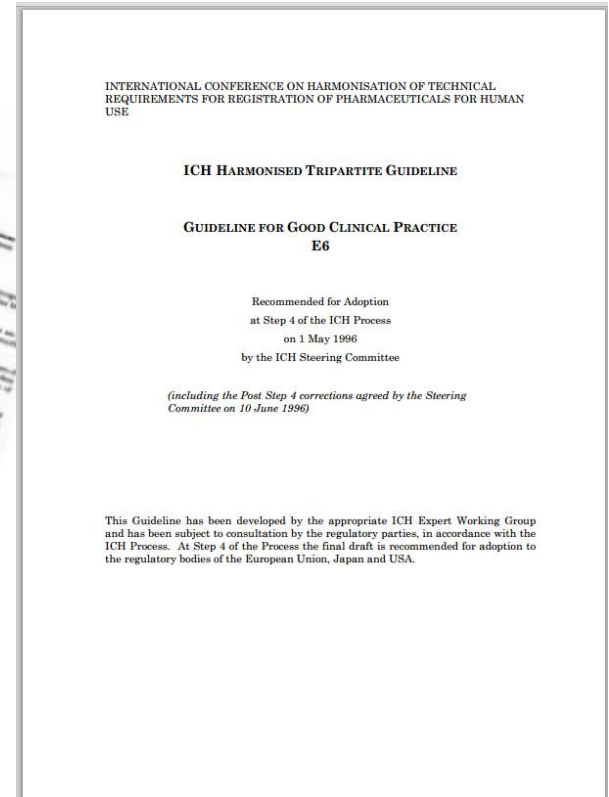 INTERNATIONAL CONFERENCE ON HARMONISATION OF TECHNICAL
REQUIREMENTS FOR REGISTRATION OF PHARMACEUTICALS FOR HUMAN
USE
ICH HARMONISED TRIPARTITE GUIDELINE
GUIDELINE FOR GOOD CLINICAL PRACTICE
E6
Recommended for Adoption
at Step 4 of the ICH Process
on 1 May 1996
by the ICH Steering Committee
(including the Post Step 4 corrections agreed by the Steering
Committee on 10 June 1996)
This Guideline has been developed by the appropriate ICH Expert Working Group
and has been subject to consultation by the regulatory parties, in accordance with the
ICH Process. At Step 4 of the Process the final draft is recommended for adoption to
the regulatory bodies of the European Union, Japan and USA.